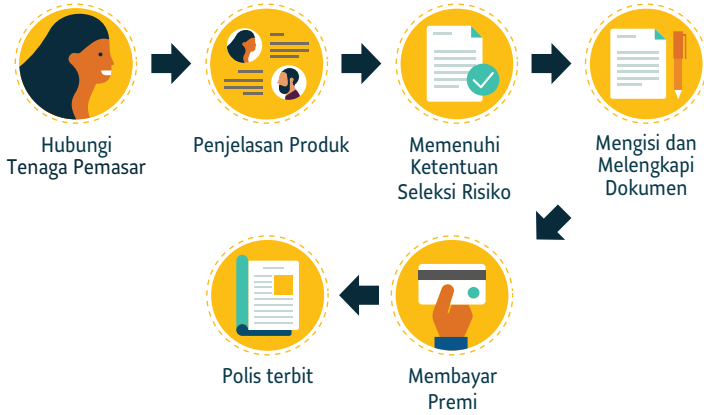 Hubungi
Tenaga Pemasar
Penjelasan Produk
Memenuhi
Ketentuan
Seleksi Risiko
Mengisi dan
Melengkapi
Dokumen
Membayar
Premi
Polis terbit